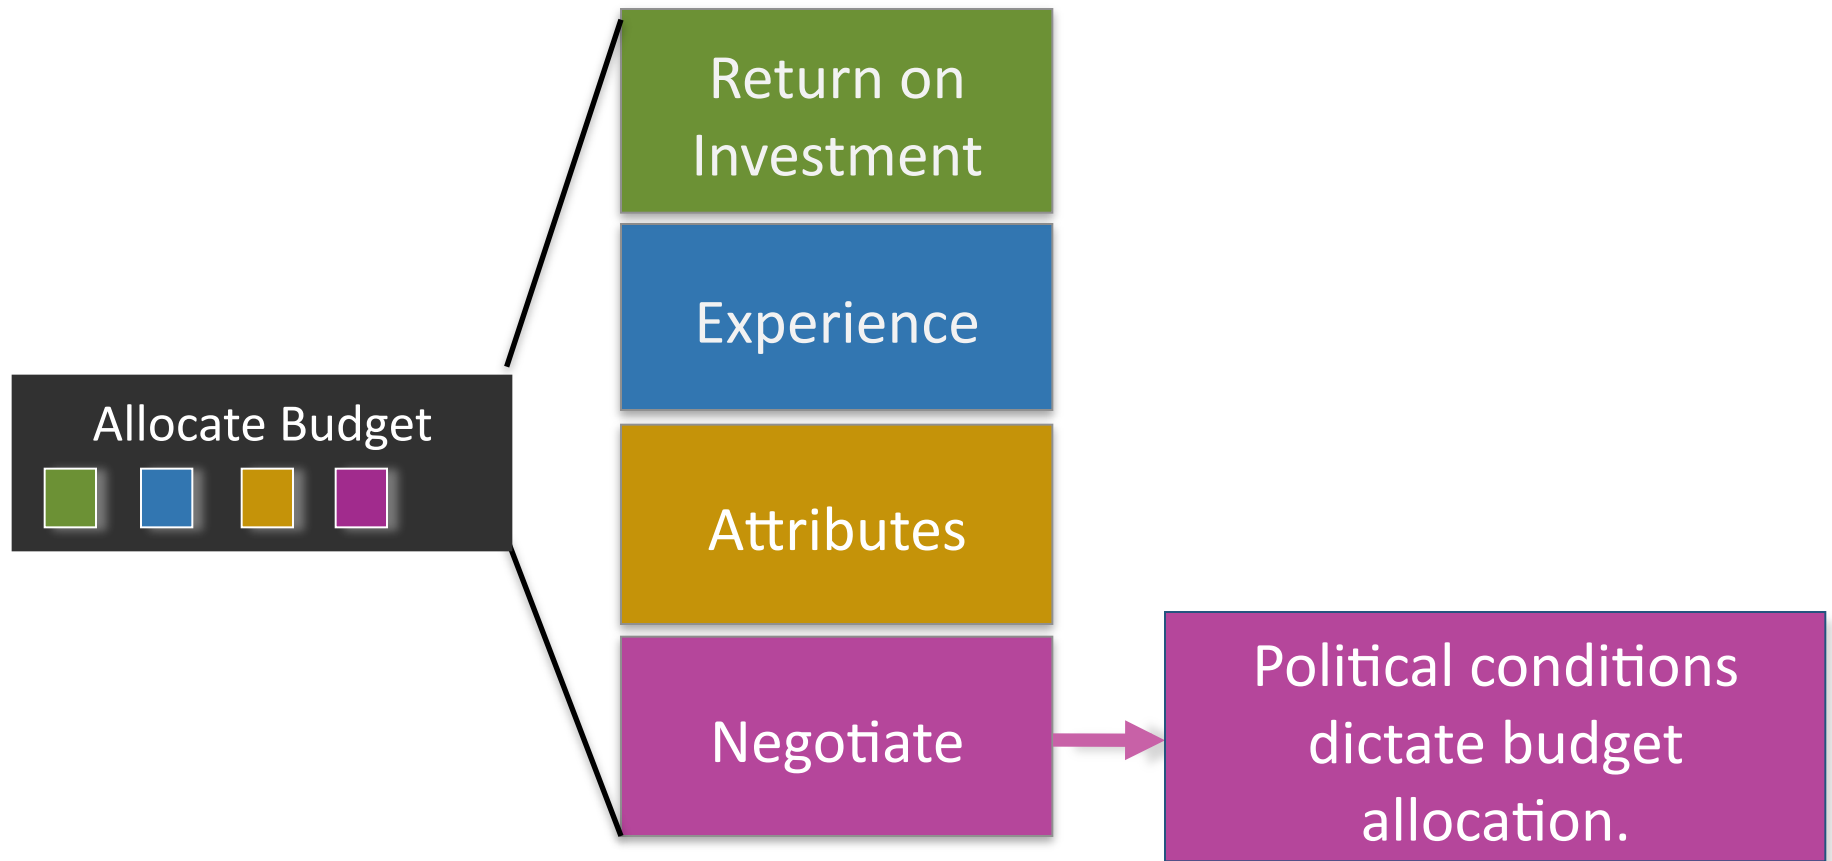 Return on
Investment
Experience
Allocate Budget
Attributes
Negotiate
Political conditions
dictate budget
allocation.